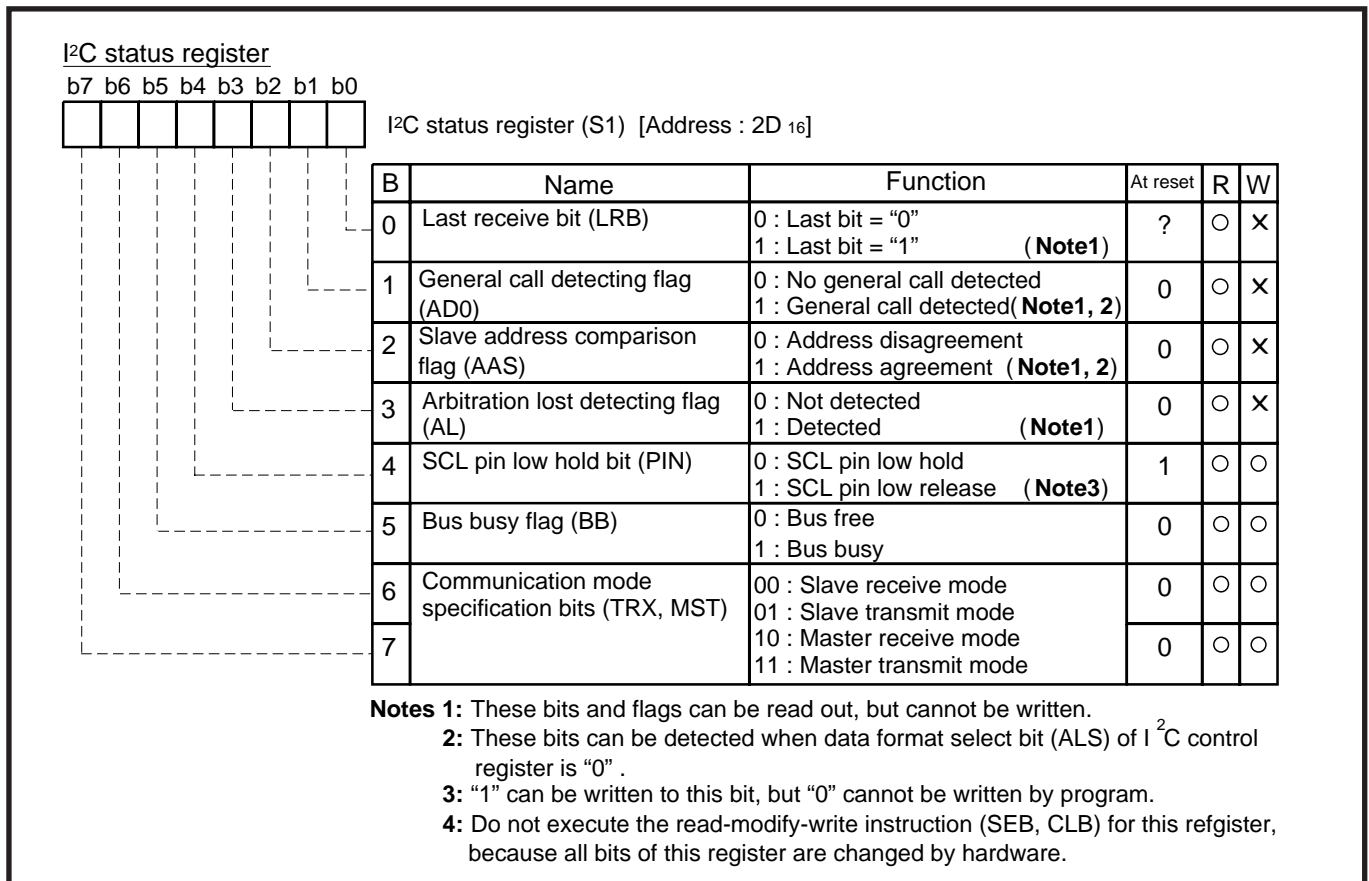 I²C status register
b7 b6 b5 b4 b3 b2 b1 b0
I²C status register (S1) [Address : 2D 16]
B Name Function At reset R W
0 Last receive bit (LRB) 0 : Last bit = “0” ? ○ ×
1 : Last bit = “1” (Note1)
1 General call detecting flag 0 : No general call detected 0 ○ ×
(AD0) 1 : General call detected(Note1, 2)
2 Slave address comparison 0 : Address disagreement 0 ○ ×
flag (AAS) 1 : Address agreement (Note1, 2)
3 Arbitration lost detecting flag 0 : Not detected 0 ○ ×
(AL) 1 : Detected (Note1)
4 SCL pin low hold bit (PIN) 0 : SCL pin low hold 1 ○ ○
1 : SCL pin low release (Note3)
5 Bus busy flag (BB) 0 : Bus free 0 ○ ○
1 : Bus busy
6 Communication mode 00 : Slave receive mode 0 ○ ○
specification bits (TRX, MST) 01 : Slave transmit mode
7 10 : Master receive mode 0 ○ ○
11 : Master transmit mode
Notes 1: These bits and flags can be read out, but cannot be written.
2: These bits can be detected when data format select bit (ALS) of I ²C control
register is “0” .
3: “1” can be written to this bit, but “0” cannot be written by program.
4: Do not execute the read-modify-write instruction (SEB, CLB) for this refgister,
because all bits of this register are changed by hardware.